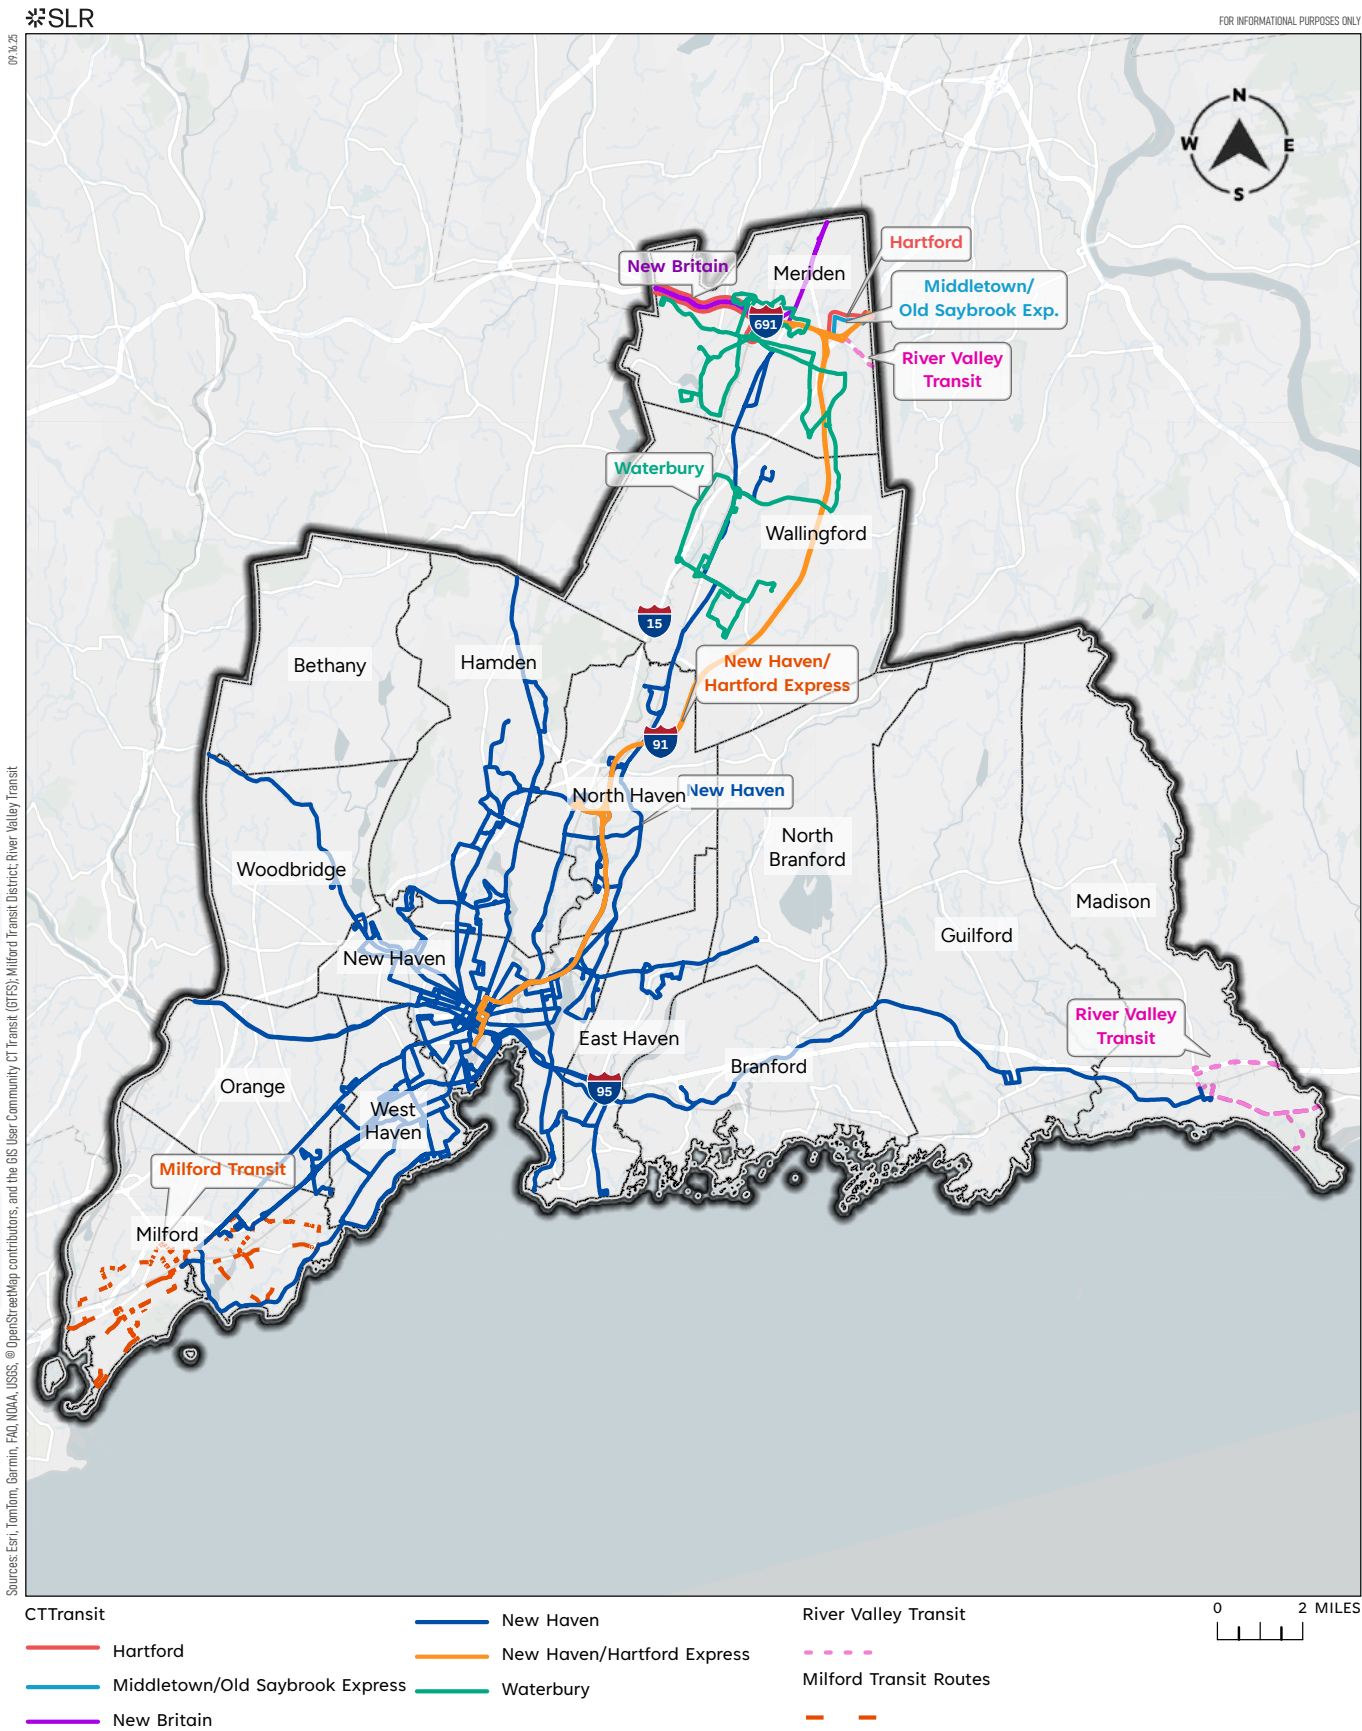 SLR
FOR INFORMATIONAL PURPOSES ONLY
09.16.25
N
W
E
S
Hartford
New Britain
Meriden
Middletown/
Old Saybrook Exp.
691
River Valley
Transit
Waterbury
Wallingford
15
Bethany
Hamden
New Haven/
Hartford Express
91
North Haven
New Haven
North
Branford
Woodbridge
Madison
Guilford
New Haven
River Valley
Transit
East Haven
Branford
Orange
95
West
Haven
Milford Transit
Milford
Sources: Esri, TomTom, Garmin, FAO, NOAA, USGS, © OpenStreetMap contributors, and the GIS User Community CT Transit (GTFS); Milford Transit District; River Valley Transit
CTTransit
Hartford
Middletown/Old Saybrook Express
New Britain
New Haven
New Haven/Hartford Express
Waterbury
River Valley Transit
Milford Transit Routes
0 2 MILES